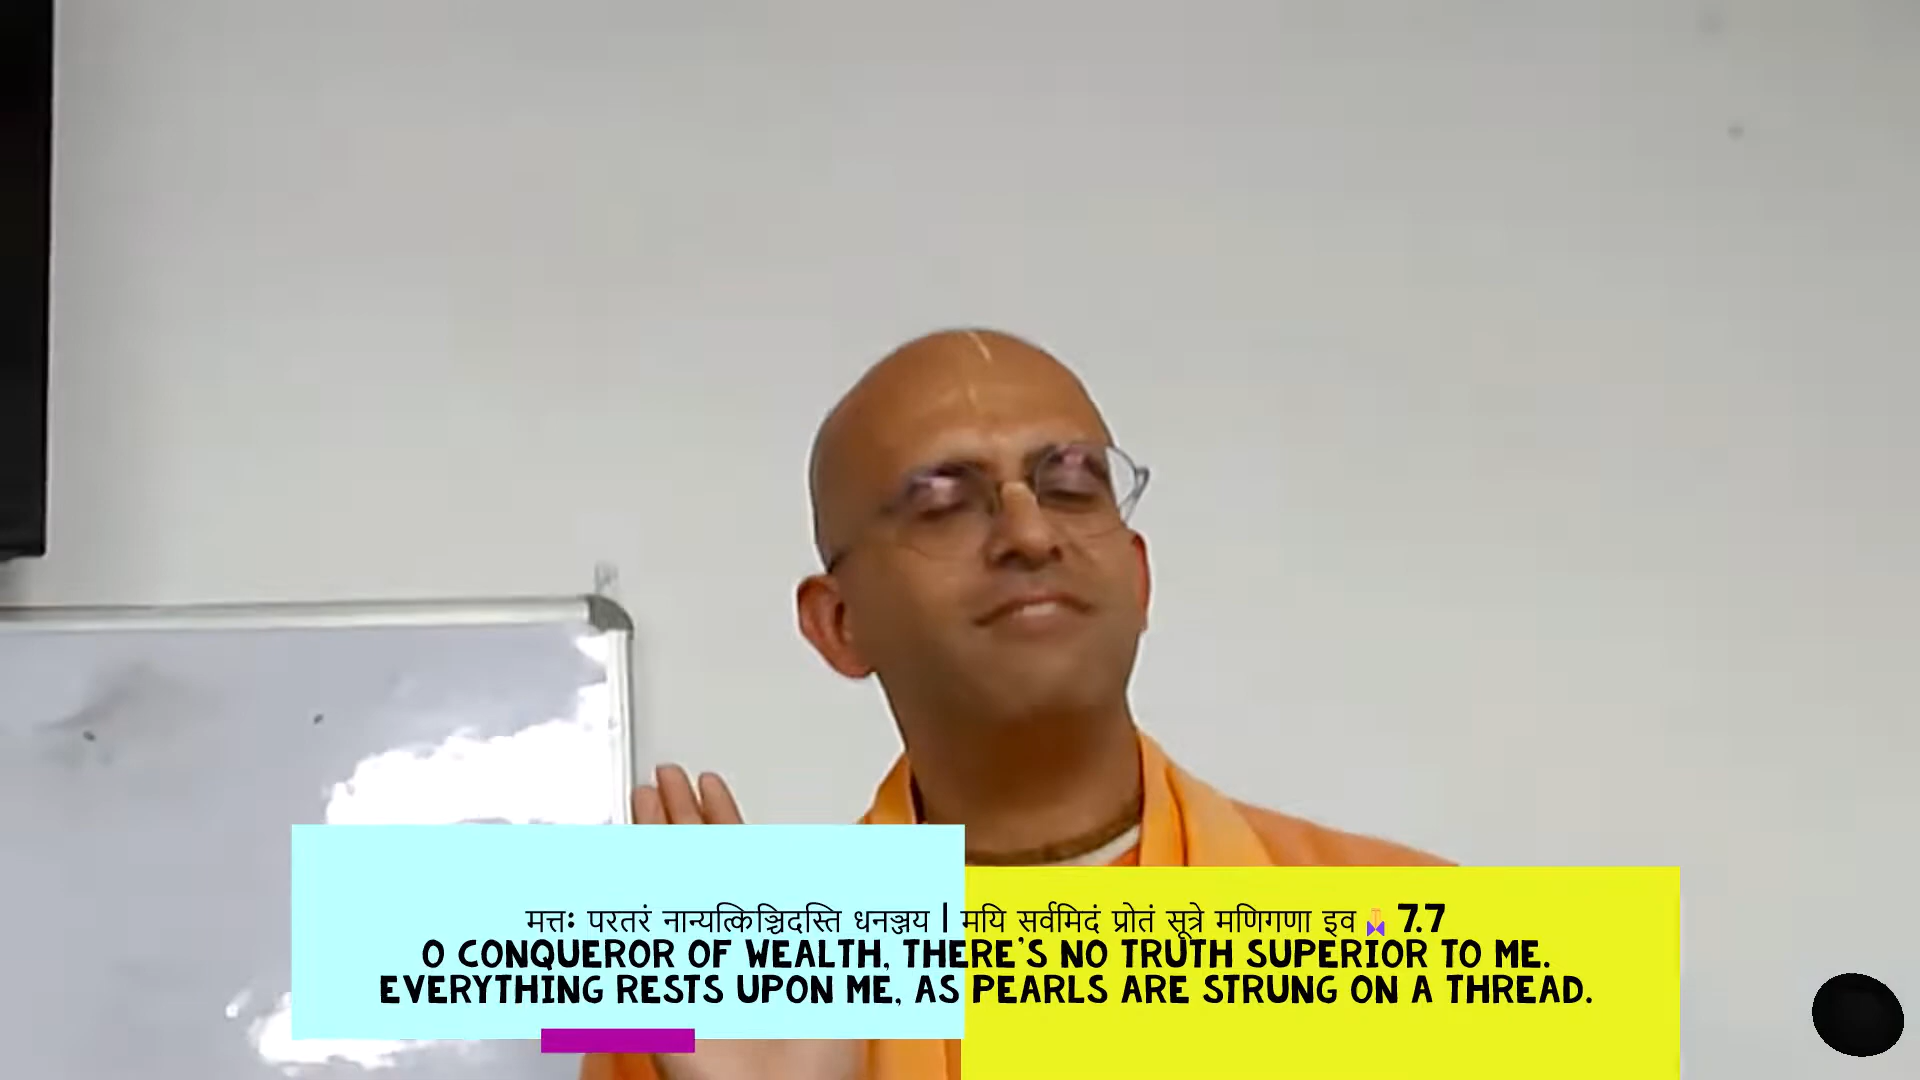 मत्तः परतरं नान्यत्किञ्चिदस्ति धनञ्जय | मयि सर्वमिदं प्रोतं सूत्रे मणिगणा इव🙏 7.7
O CONQUEROR OF WEALTH, THERE'S NO TRUTH SUPERIOR TO ME.
EVERYTHING RESTS UPON ME, AS PEARLS ARE STRUNG ON A THREAD.